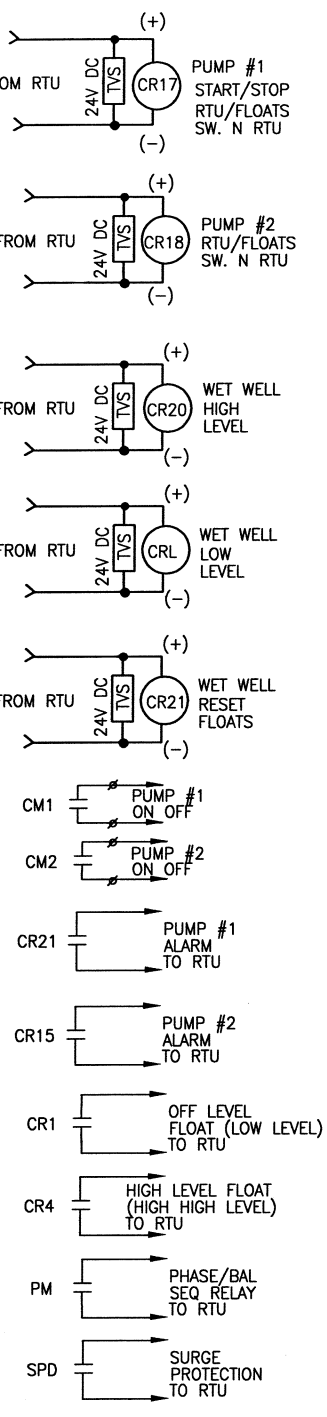 (+)
OM RTU
24V DC
TVS
CR17
PUMP #1
START/STOP
RTU/FLOATS
SW. N RTU
(-)
(+)
FROM RTU
24V DC
TVS
CR18
PUMP #2
RTU/FLOATS
SW. N RTU
(-)
(+)
FROM RTU
24V DC
TVS
CR20
WET WELL
HIGH
LEVEL
(-)
(+)
FROM RTU
24V DC
TVS
CRL
WET WELL
LOW
LEVEL
(-)
(+)
FROM RTU
24V DC
TVS
CR21
WET WELL
RESET
FLOATS
(-)
CM1
PUMP #1
ON OFF
CM2
PUMP #2
ON OFF
CR21
PUMP #1
ALARM
TO RTU
CR15
PUMP #2
ALARM
TO RTU
CR1
OFF LEVEL
FLOAT (LOW LEVEL)
TO RTU
CR4
HIGH LEVEL FLOAT
(HIGH HIGH LEVEL)
TO RTU
PM
PHASE/BAL
SEQ RELAY
TO RTU
SPD
SURGE
PROTECTION
TO RTU